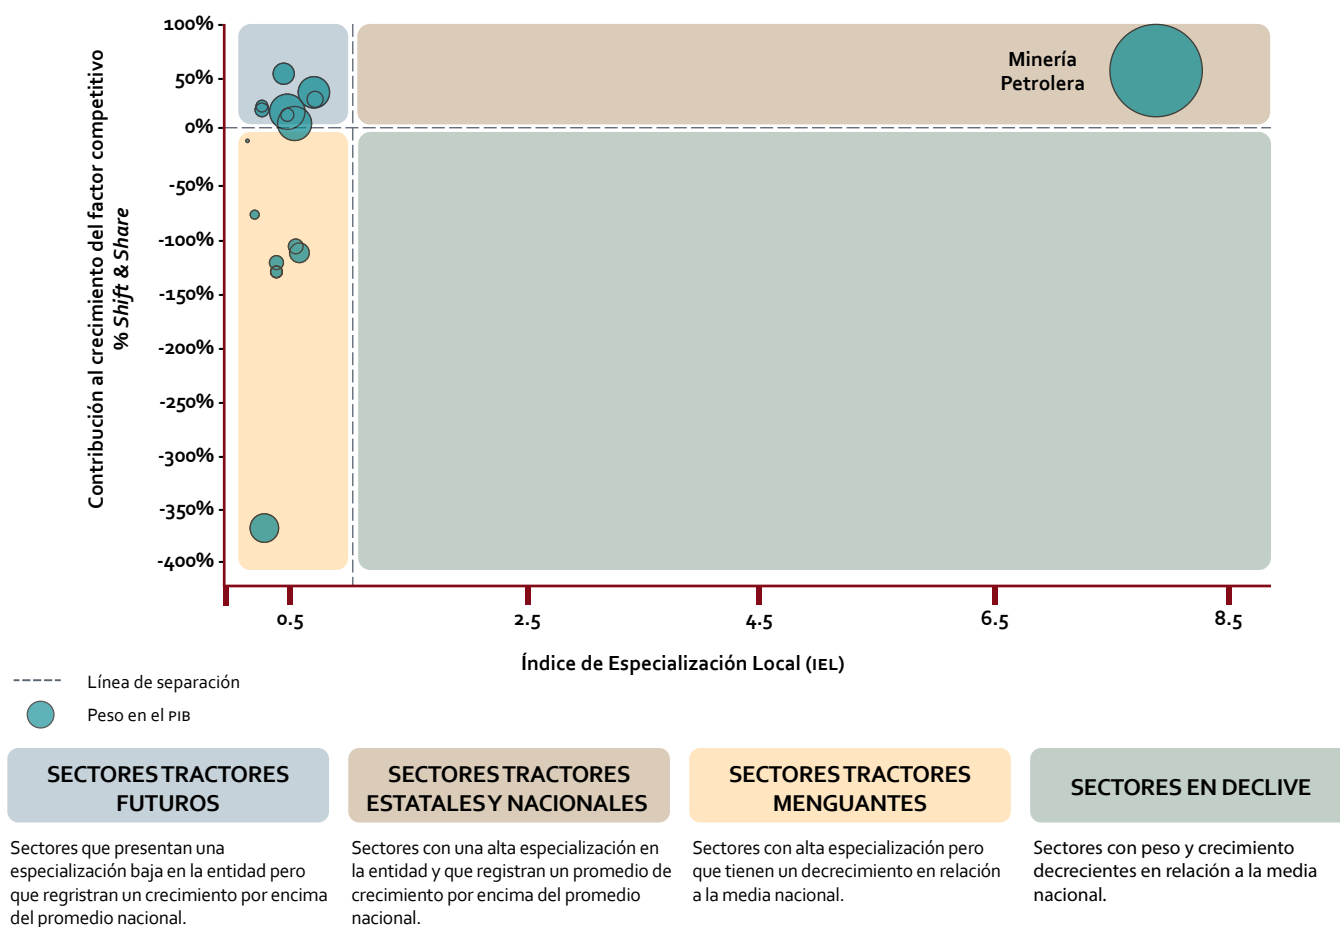 Contribución al crecimiento del factor competitivo
% Shift & Share
100%
50%
0%
-50%
-100%
-150%
-200%
-250%
-300%
-350%
-400%
Minería
Petrolera
0.5
2.5
4.5
6.5
8.5
Índice de Especialización Local (IEL)
Línea de separación
Peso en el PIB
SECTORES TRACTORES
FUTUROS
Sectores que presentan una
especialización baja en la entidad pero
que regristran un crecimiento por encima
del promedio nacional.
SECTORES TRACTORES
ESTATALES Y NACIONALES
Sectores con una alta especialización en
la entidad y que registran un promedio de
crecimiento por encima del promedio
nacional.
SECTORES TRACTORES
MENGUANTES
Sectores con alta especialización pero
que tienen un decrecimiento en relación
a la media nacional.
SECTORES EN DECLIVE
Sectores con peso y crecimiento
decrecientes en relación a la media
nacional.